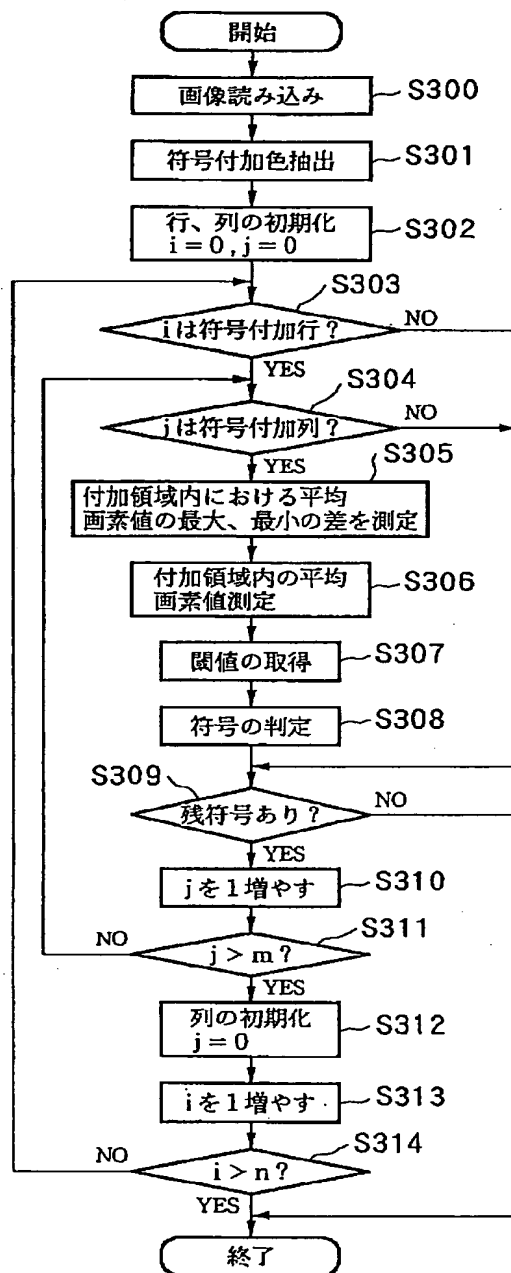 開始
画像読み込み
S300
符号付加色抽出
S301
行、列の初期化
i=0,j=0
S302
S303
iは符号付加行?
NO
YES
S304
jは符号付加列?
NO
YES
S305
付加領域内における平均
画素値の最大、最小の差を測定
付加領域内の平均
画素値測定
S306
閾値の取得
S307
符号の判定
S308
S309
残符号あり?
NO
YES
jを1増やす
S310
S311
NO
j>m?
YES
列の初期化
j=0
S312
iを1増やす
S313
S314
NO
i>n?
YES
終了